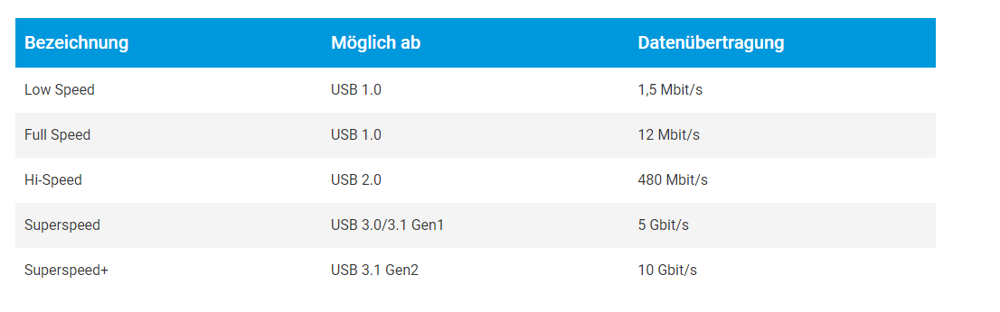 Bezeichnung Möglich ab Datenübertragung
Low Speed USB 1.0 1,5 Mbit/s
Full Speed USB 1.0 12 Mbit/s
Hi-Speed USB 2.0 480 Mbit/s
Superspeed USB 3.0/3.1 Gen1 5 Gbit/s
Superspeed+ USB 3.1 Gen2 10 Gbit/s